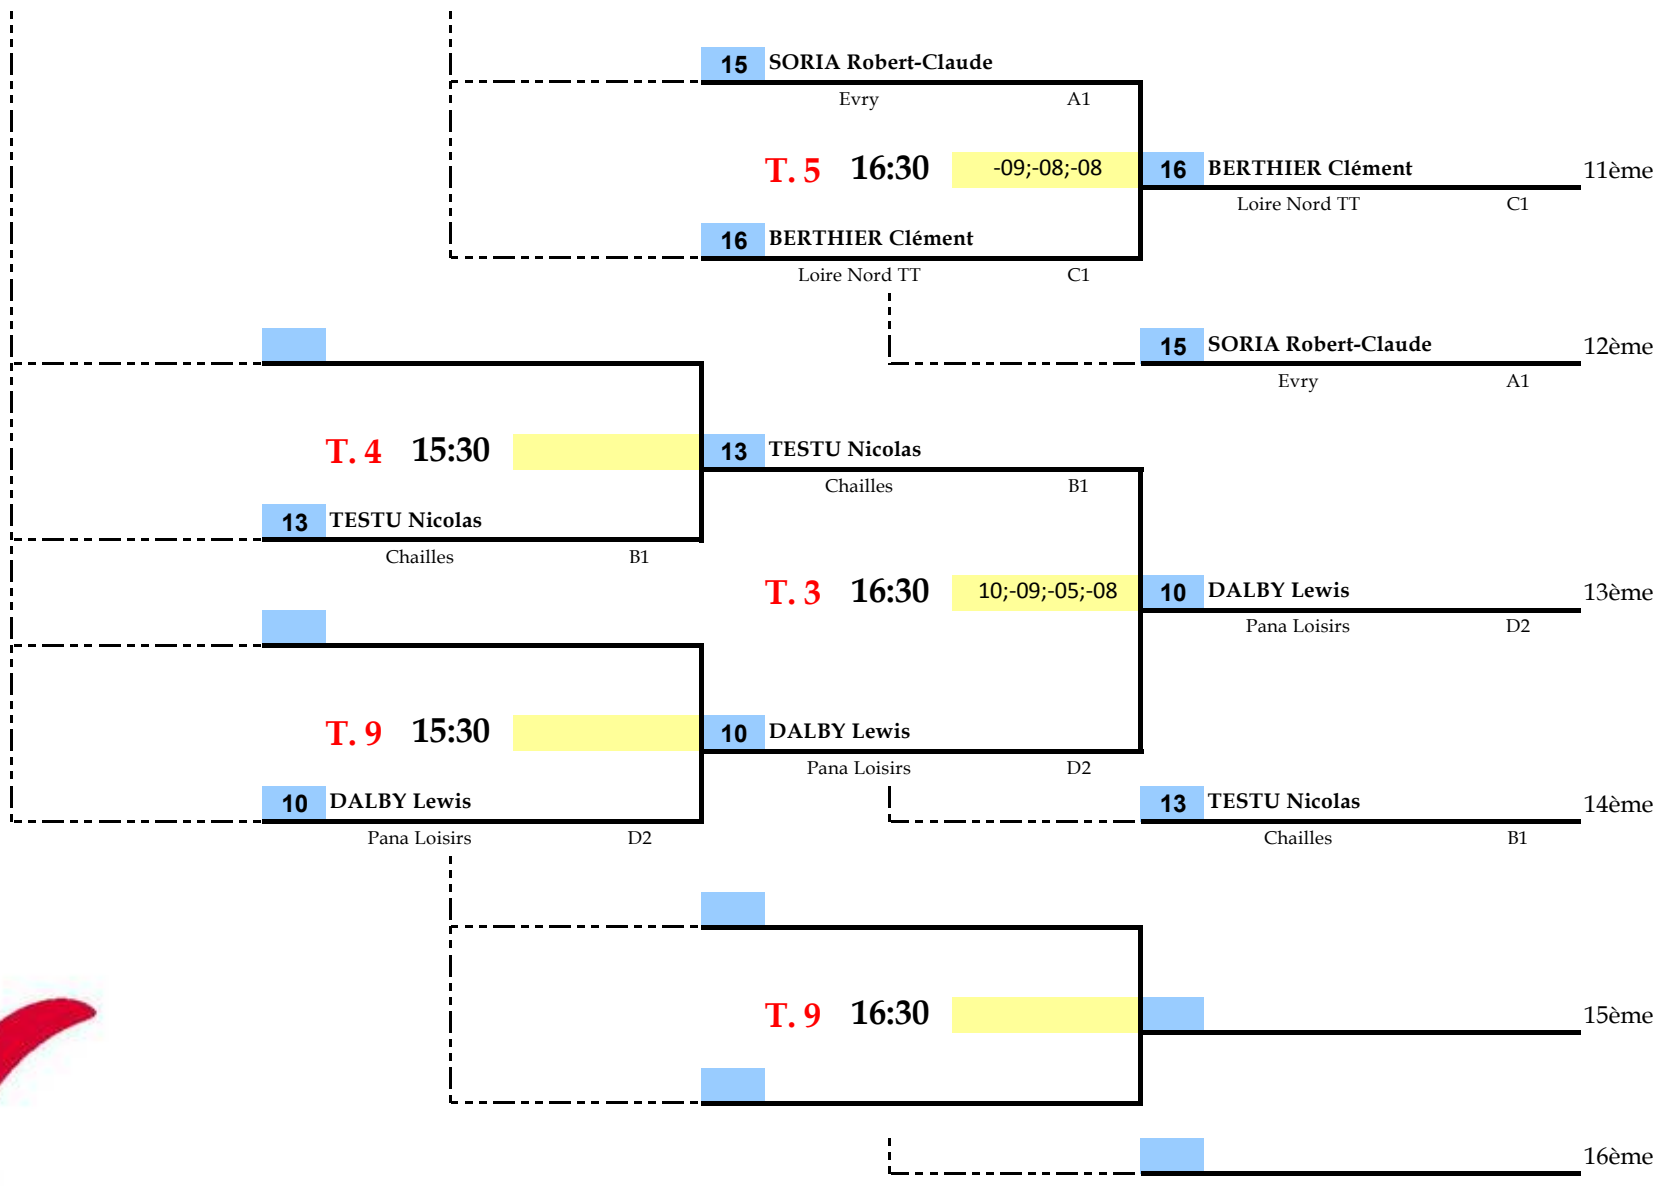 15 SORIA Robert-Claude
Evry A1
T. 5 16:30 -09;-08;-08 16 BERTHIER Clément 11ème
Loire Nord TT C1
16 BERTHIER Clément
Loire Nord TT C1
15 SORIA Robert-Claude 12ème
Evry A1
T. 4 15:30 13 TESTU Nicolas
Chailles B1
13 TESTU Nicolas
Chailles B1
T. 3 16:30 10;-09;-05;-08 10 DALBY Lewis 13ème
Pana Loisirs D2
T. 9 15:30 10 DALBY Lewis
Pana Loisirs D2
10 DALBY Lewis 13 TESTU Nicolas 14ème
Pana Loisirs D2 Chailles B1
T. 9 16:30 15ème
16ème